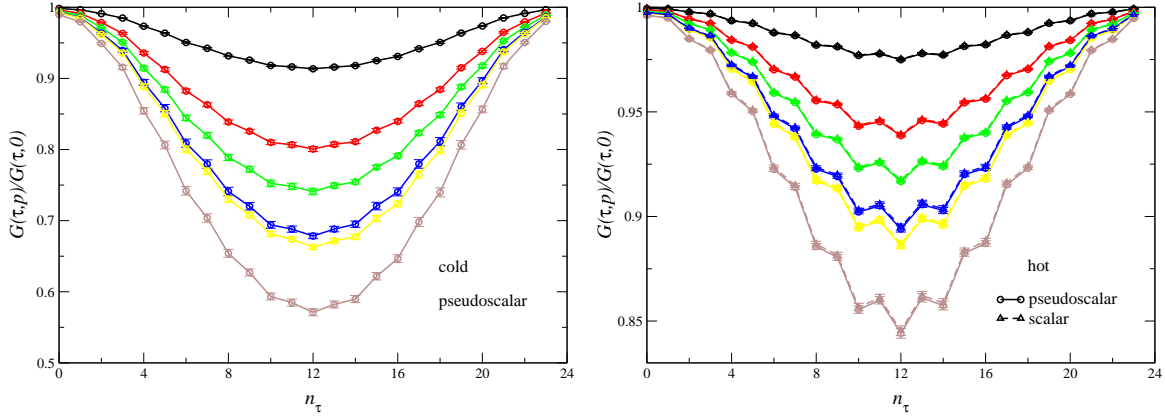 G(τ,p)/G(τ,0)
1
0.9
0.8
0.7
0.6
0.5
0 4 8 12 16 20 24
n_τ
cold
pseudoscalar
G(τ,p)/G(τ,0)
1
0.95
0.9
0.85
0 4 8 12 16 20 24
n_τ
hot
pseudoscalar
scalar